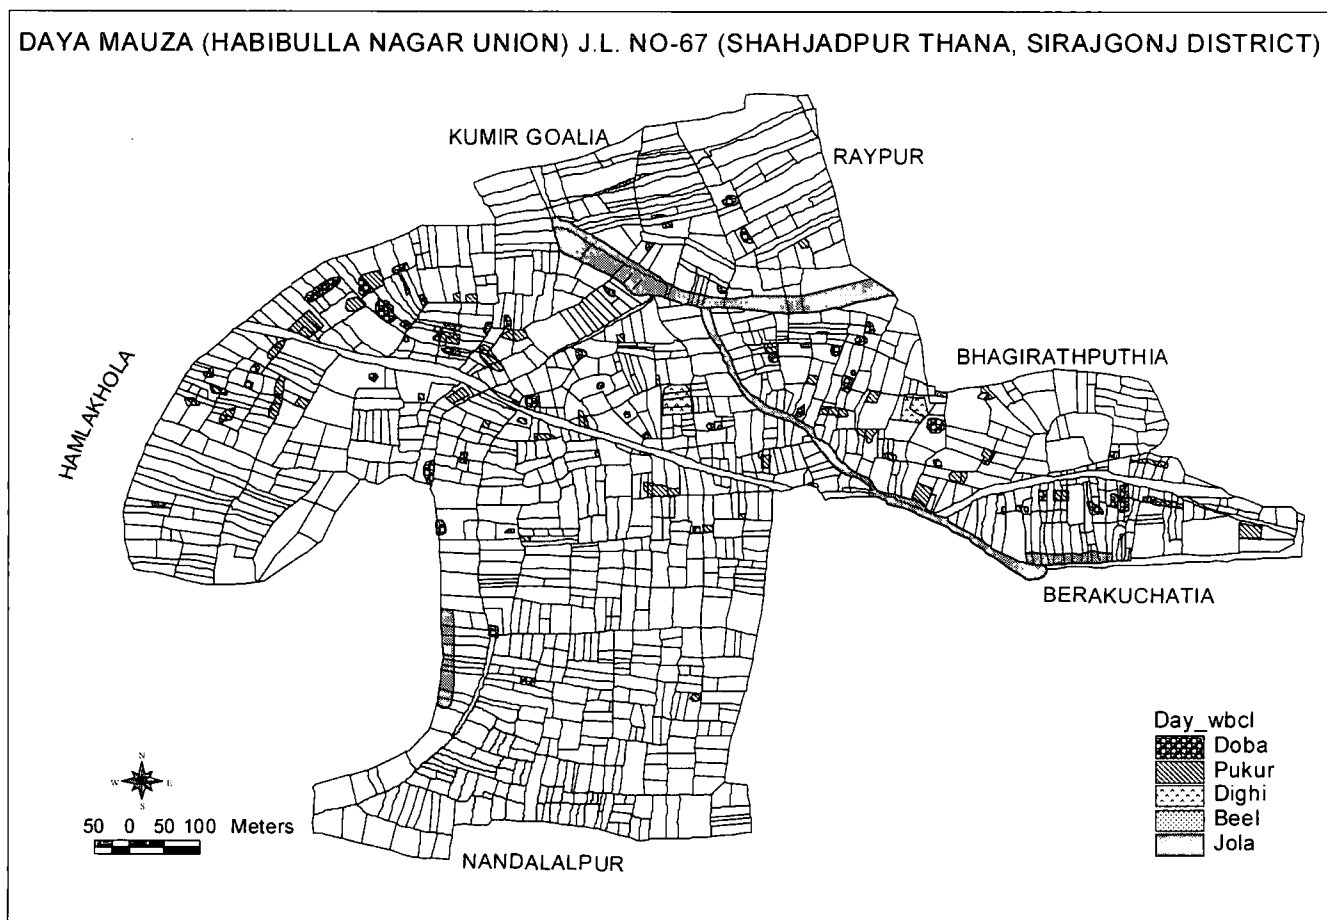 DAYA MAUZA (HABIBULLA NAGAR UNION) J.L. NO-67 (SHAHJADPUR THANA, SIRAJGONJ DISTRICT)
KUMIR GOALIA
RAYPUR
BHAGIRATHPUTHIA
HAMLAKHOLA
BERAKUCHATIA
Day_wbcl
Doba
Pukur
Dighi
Beel
Jola
N
W E
S
50 0 50 100 Meters
NANDALALPUR